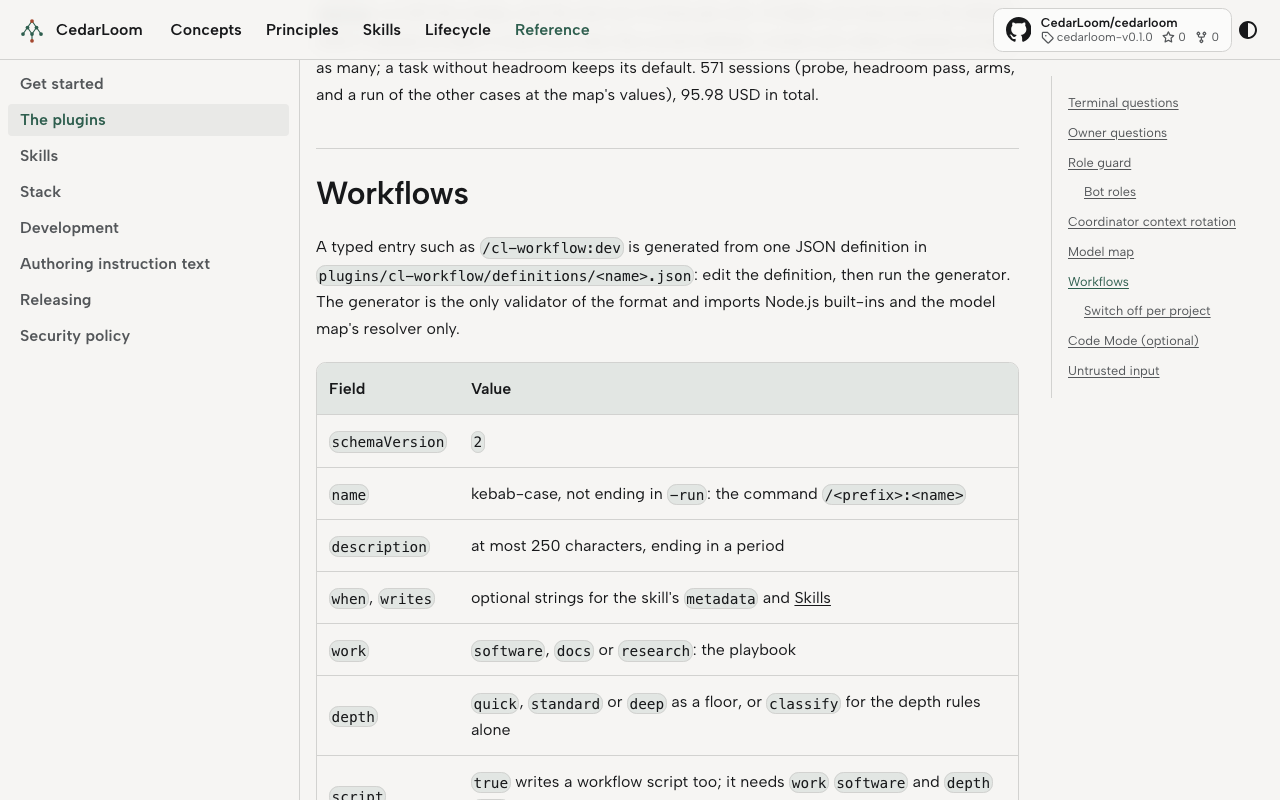 CedarLoom
Concepts
Principles
Skills
Lifecycle
Reference
CedarLoom/cedarloom
cedarloom-v0.1.0
0
0
Get started
The plugins
Skills
Stack
Development
Authoring instruction text
Releasing
Security policy
as many; a task without headroom keeps its default. 571 sessions (probe, headroom pass, arms,
and a run of the other cases at the map's values), 95.98 USD in total.
Workflows
A typed entry such as /cl-workflow:dev is generated from one JSON definition in
plugins/cl-workflow/definitions/<name>.json: edit the definition, then run the generator.
The generator is the only validator of the format and imports Node.js built-ins and the model
map's resolver only.
Field Value
schemaVersion 2
name kebab-case, not ending in -run: the command /<prefix>:<name>
description at most 250 characters, ending in a period
when, writes optional strings for the skill's metadata and Skills
work software, docs or research: the playbook
depth quick, standard or deep as a floor, or classify for the depth rules
alone
script true writes a workflow script too; it needs work software and depth
Terminal questions
Owner questions
Role guard
Bot roles
Coordinator context rotation
Model map
Workflows
Switch off per project
Code Mode (optional)
Untrusted input